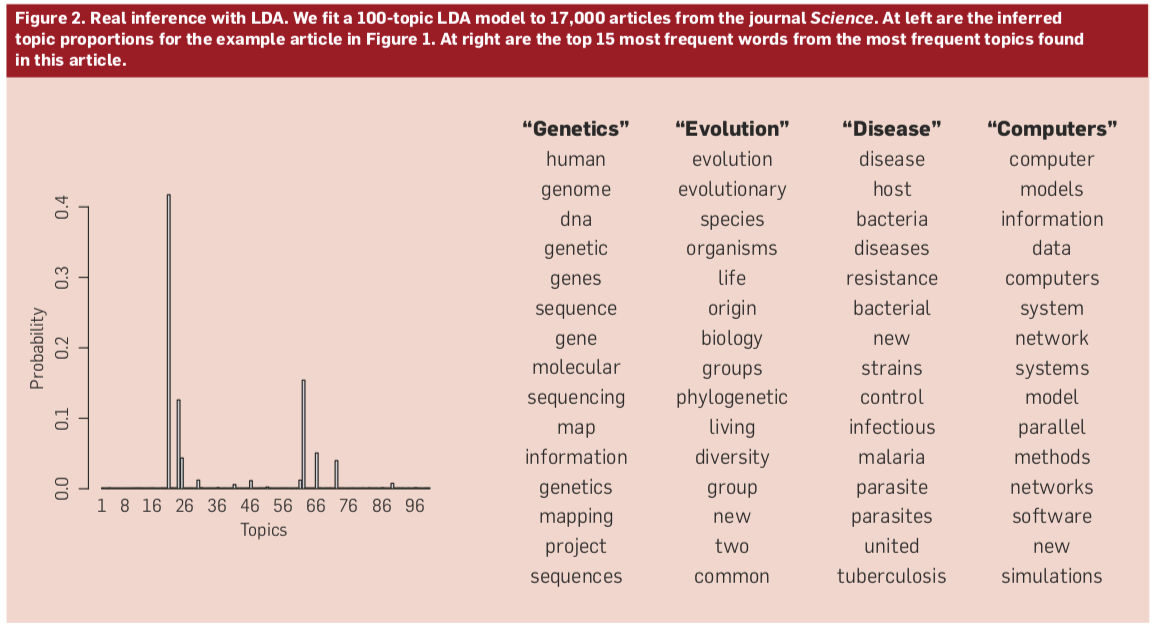 Figure 2. Real inference with LDA. We fit a 100-topic LDA model to 17,000 articles from the journal Science. At left are the inferred
topic proportions for the example article in Figure 1. At right are the top 15 most frequent words from the most frequent topics found
in this article.
0.4
0.3
0.2
0.1
0.0
Probability
1 8 16 26 36 46 56 66 76 86 96
Topics
“Genetics” “Evolution” “Disease” “Computers”
human evolution disease computer
genome evolutionary host models
dna species bacteria information
genetic organisms diseases data
genes life resistance computers
sequence origin bacterial system
gene biology new network
molecular groups strains systems
sequencing phylogenetic control model
map living infectious parallel
information diversity malaria methods
genetics group parasite networks
mapping new parasites software
project two united new
sequences common tuberculosis simulations